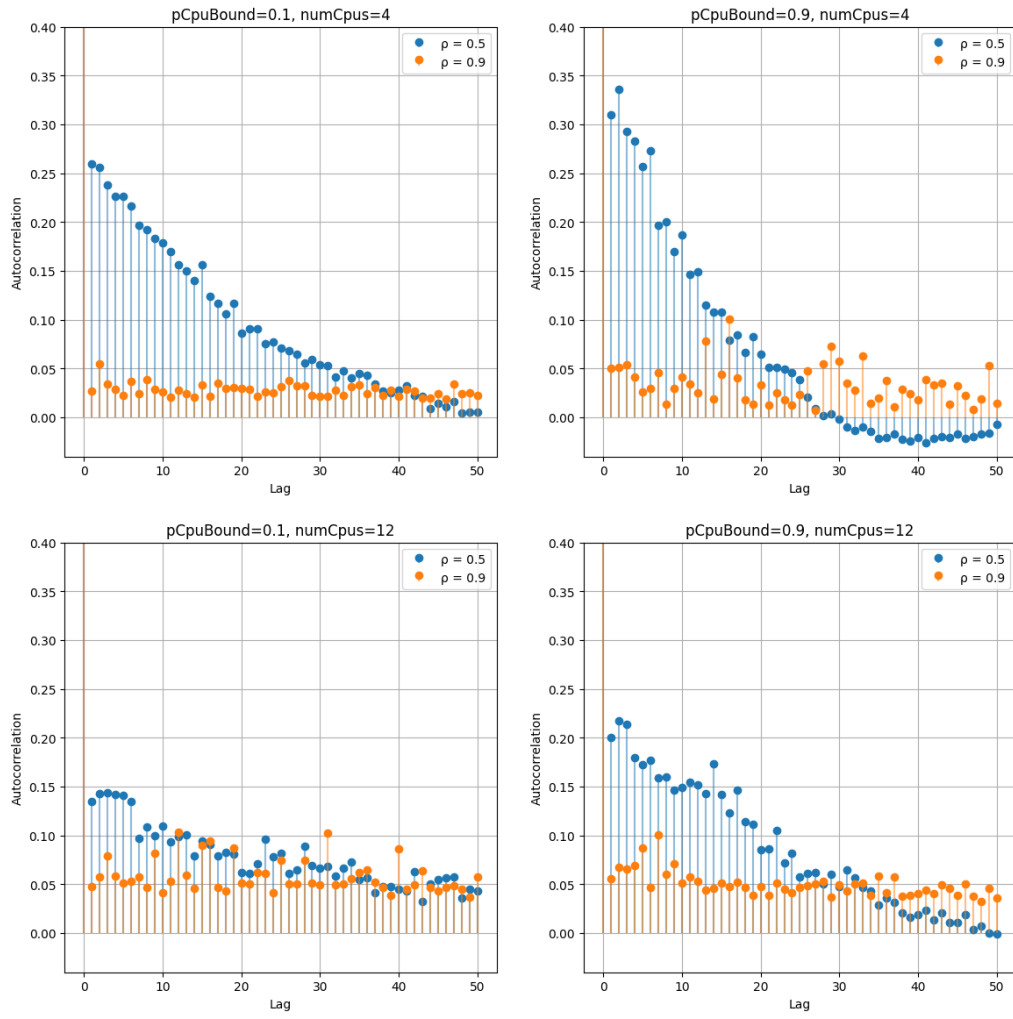 pCpuBound=0.1, numCpus=4
0.40
0.35
0.30
0.25
0.20
0.15
0.10
0.05
0.00
Autocorrelation
ρ = 0.5
ρ = 0.9
0 10 20 30 40 50
Lag
pCpuBound=0.9, numCpus=4
0.40
0.35
0.30
0.25
0.20
0.15
0.10
0.05
0.00
Autocorrelation
ρ = 0.5
ρ = 0.9
0 10 20 30 40 50
Lag
pCpuBound=0.1, numCpus=12
0.40
0.35
0.30
0.25
0.20
0.15
0.10
0.05
0.00
Autocorrelation
ρ = 0.5
ρ = 0.9
0 10 20 30 40 50
Lag
pCpuBound=0.9, numCpus=12
0.40
0.35
0.30
0.25
0.20
0.15
0.10
0.05
0.00
Autocorrelation
ρ = 0.5
ρ = 0.9
0 10 20 30 40 50
Lag